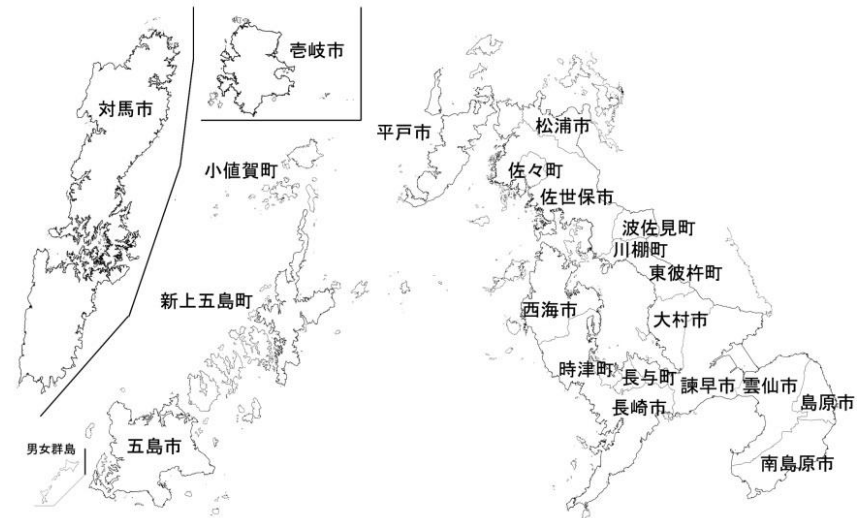 壱岐市
対馬市
平戸市
松浦市
小値賀町
佐々町
佐世保市
波佐見町
川棚町
東彼杵町
新上五島町
西海市
大村市
時津町
長与町
諫早市
雲仙市
長崎市
島原市
五島市
男女群島
南島原市